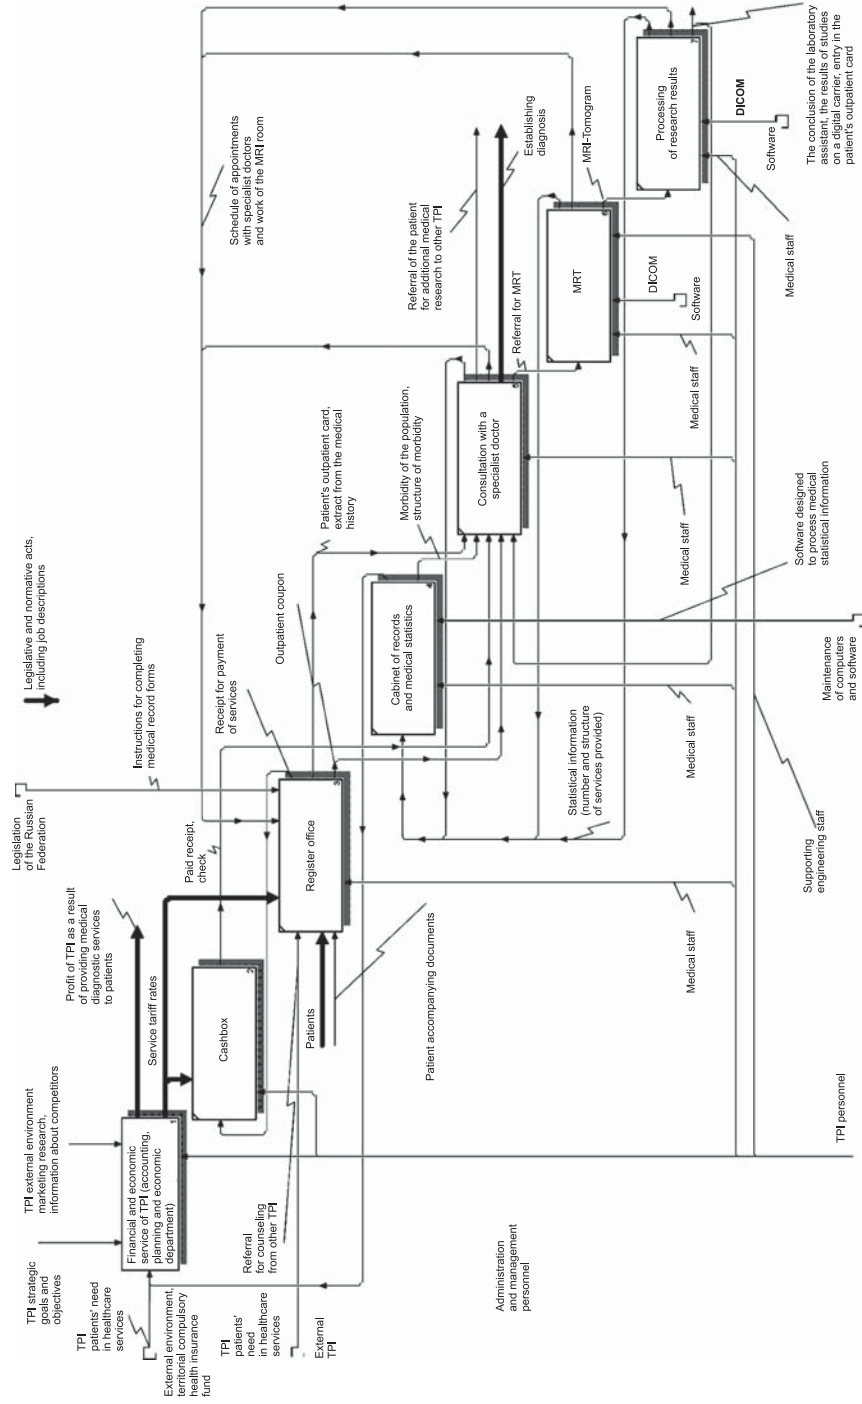 Legislation
of the Russian
Federation
Legislative and normative acts,
including job descriptions
TPI strategic
goals and
objectives
TPI external environment
marketing research,
information about competitors
Profit of TPI as a result
of providing medical
diagnostic services
to patients
Instructions for completing
medical record forms
TPI
patients' need
in healthcare
services
Financial and economic
service of TPI (accounting,
planning and economic
department)
1
Service tariff rates
External environment,
territorial compulsory
health insurance
fund
Paid receipt,
check
Receipt for payment
of services
Schedule of appointments
with specialist doctors
and work of the MRI room
Cashbox
2
TPI
patients'
need
in healthcare
services
Referral
for counseling
from other TPI
Outpatient coupon
External
TPI
Patients
Register office
3
Patient's outpatient card,
extract from the medical
history
Patient accompanying documents
Cabinet of records
and medical statistics
4
Morbidity of the population,
structure of morbidity
Referral of the patient
for additional medical
research to other TPI
Consultation with a
specialist doctor
5
Establishing
diagnosis
Referral for MRT
Administration
and management
personnel
Statistical information
(number and structure
of services provided)
MRT
6
MRI-Tomogram
DICOM
Software
Processing
of research results
7
DICOM
Software
Medical staff
Medical staff
Medical staff
Medical staff
Medical staff
Software designed
to process medical
statistical information
Supporting
engineering staff
Maintenance
of computers
and software
TPI personnel
The conclusion of the laboratory
assistant, the results of studies
on a digital carrier, entry in the
patient's outpatient card